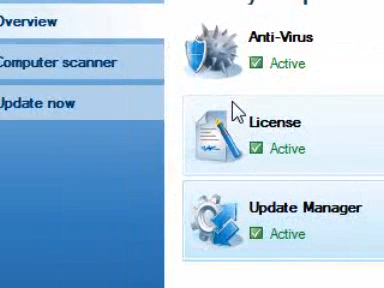 Overview
Computer scanner
Update now
Anti-Virus
Active
License
Active
Update Manager
Active